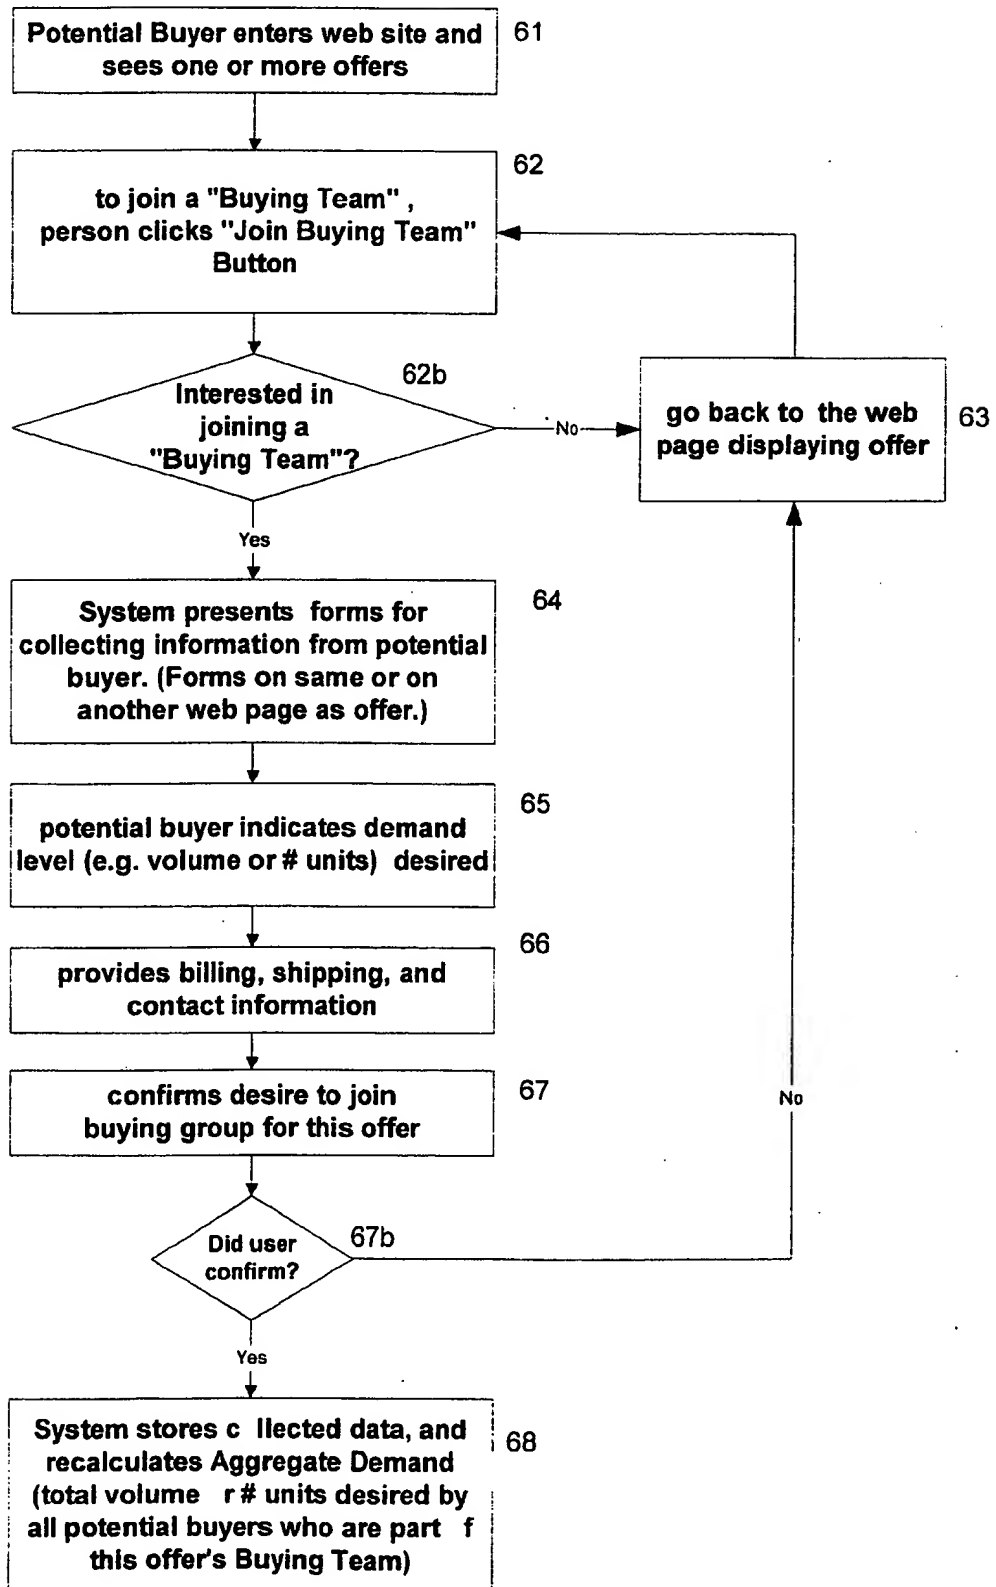 Potential Buyer enters web site and
sees one or more offers
61
to join a "Buying Team" ,
person clicks "Join Buying Team"
Button
62
Interested in
joining a
"Buying Team"?
62b
No
go back to the web
page displaying offer
63
Yes
System presents forms for
collecting information from potential
buyer. (Forms on same or on
another web page as offer.)
64
potential buyer indicates demand
level (e.g. volume or # units) desired
65
provides billing, shipping, and
contact information
66
confirms desire to join
buying group for this offer
67
Did user
confirm?
67b
No
Yes
System stores c llected data, and
recalculates Aggregate Demand
(total volume r # units desired by
all potential buyers who are part f
this offer's Buying Team)
68